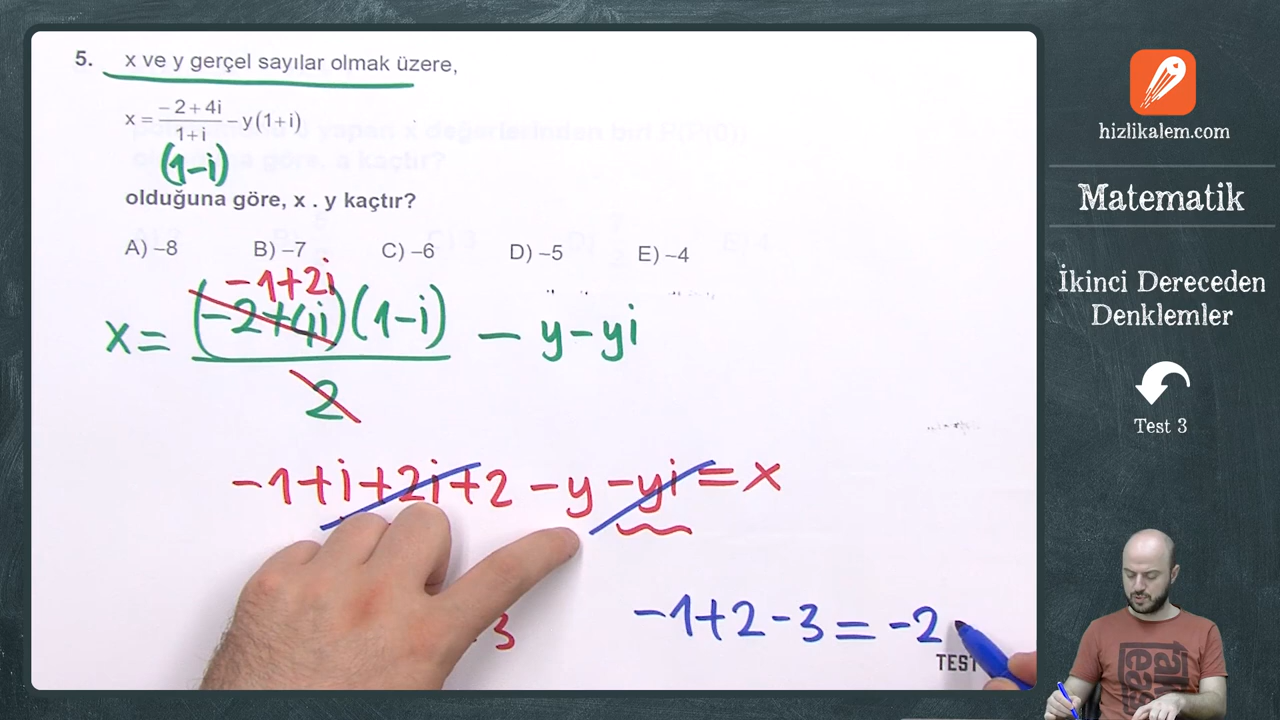 5. x ve y gerçel sayılar olmak üzere,
x = (-2+4i)/(1+i) - y(1+i)
(1-i)
olduğuna göre, x . y kaçtır?
A) -8 B) -7 C) -6 D) -5 E) -4
-1+2i
x = (-2+4i)(1-i) - y-yi
2
-1+i+2i+2 -y -yi = x
3
-1+2-3 = -2
TEST
hizlikalem.com
Matematik
İkinci Dereceden
Denklemler
Test 3